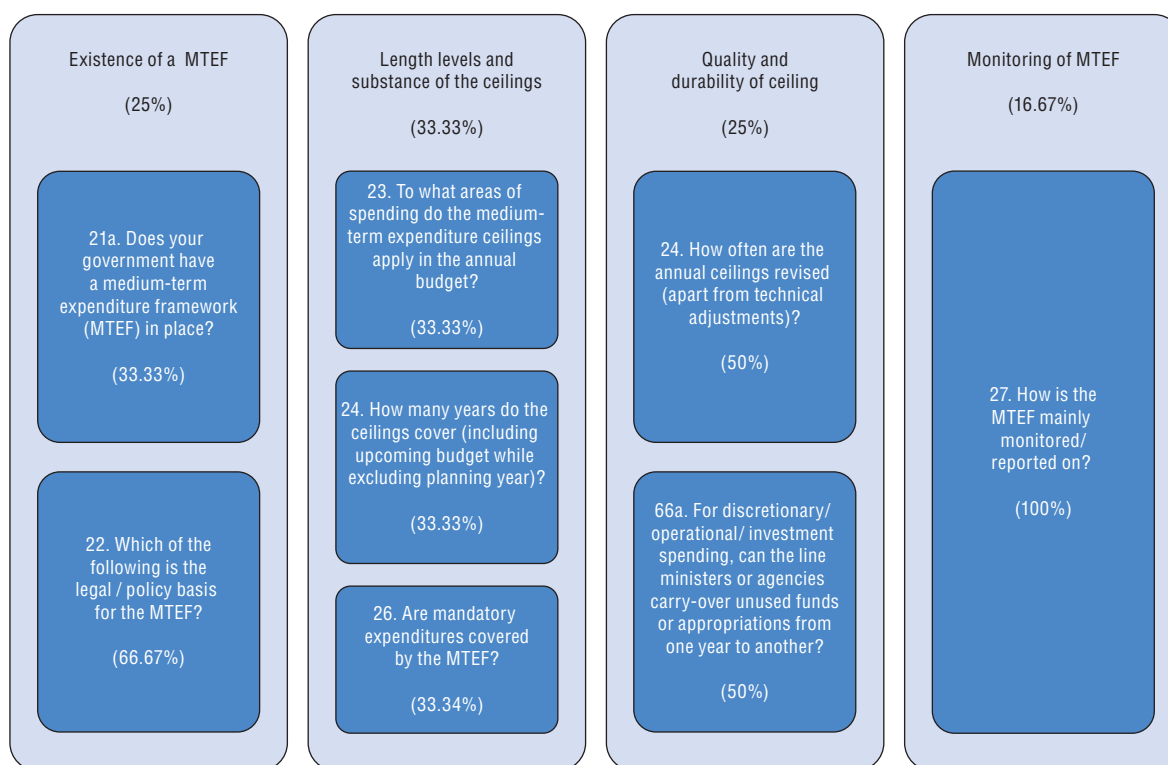 Existence of a MTEF
(25%)
21a. Does your
government have
a medium-term
expenditure framework
(MTEF) in place?
(33.33%)
22. Which of the
following is the
legal / policy basis
for the MTEF?
(66.67%)
Length levels and
substance of the ceilings
(33.33%)
23. To what areas of
spending do the medium-
term expenditure ceilings
apply in the annual
budget?
(33.33%)
24. How many years do the
ceilings cover (including
upcoming budget while
excluding planning year)?
(33.33%)
26. Are mandatory
expenditures covered
by the MTEF?
(33.34%)
Quality and
durability of ceiling
(25%)
24. How often are the
annual ceilings revised
(apart from technical
adjustments)?
(50%)
66a. For discretionary/
operational/ investment
spending, can the line
ministers or agencies
carry-over unused funds
or appropriations from
one year to another?
(50%)
Monitoring of MTEF
(16.67%)
27. How is the
MTEF mainly
monitored/
reported on?
(100%)